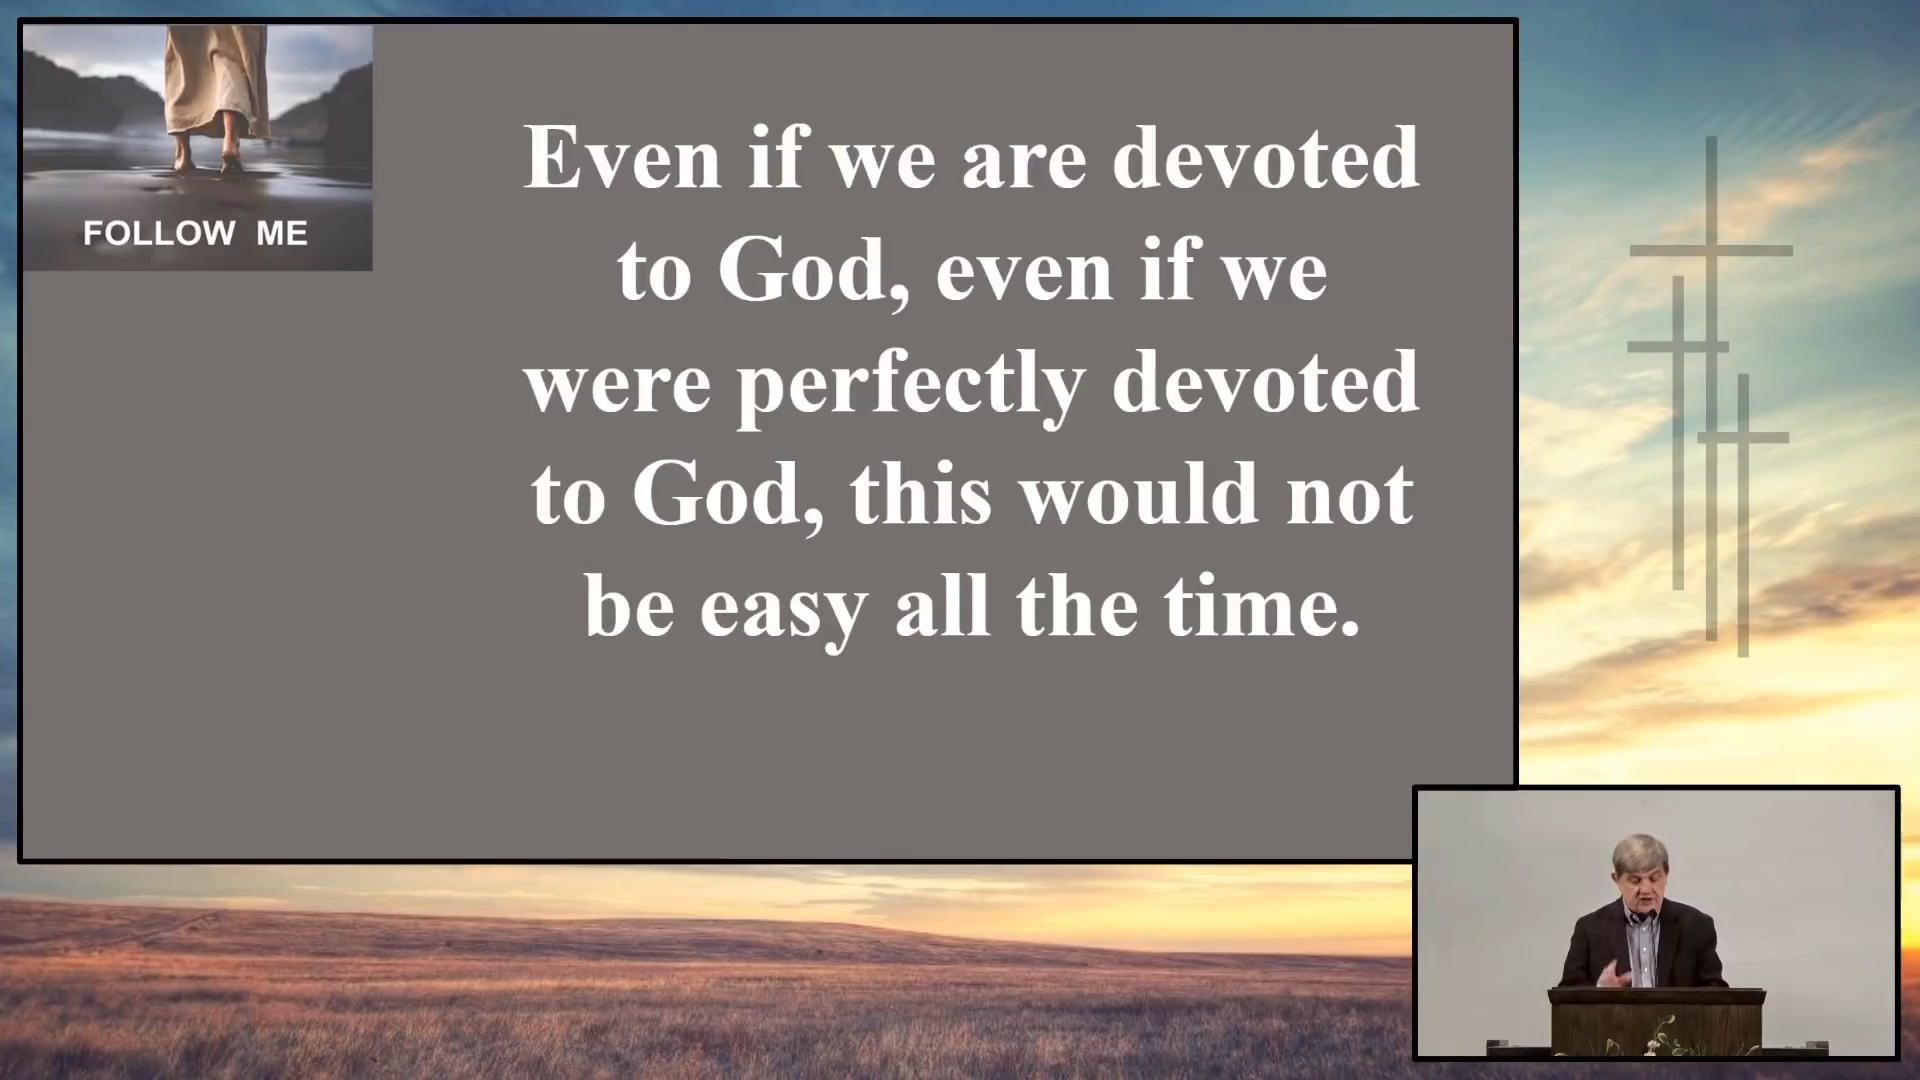 FOLLOW ME
Even if we are devoted
to God, even if we
were perfectly devoted
to God, this would not
be easy all the time.